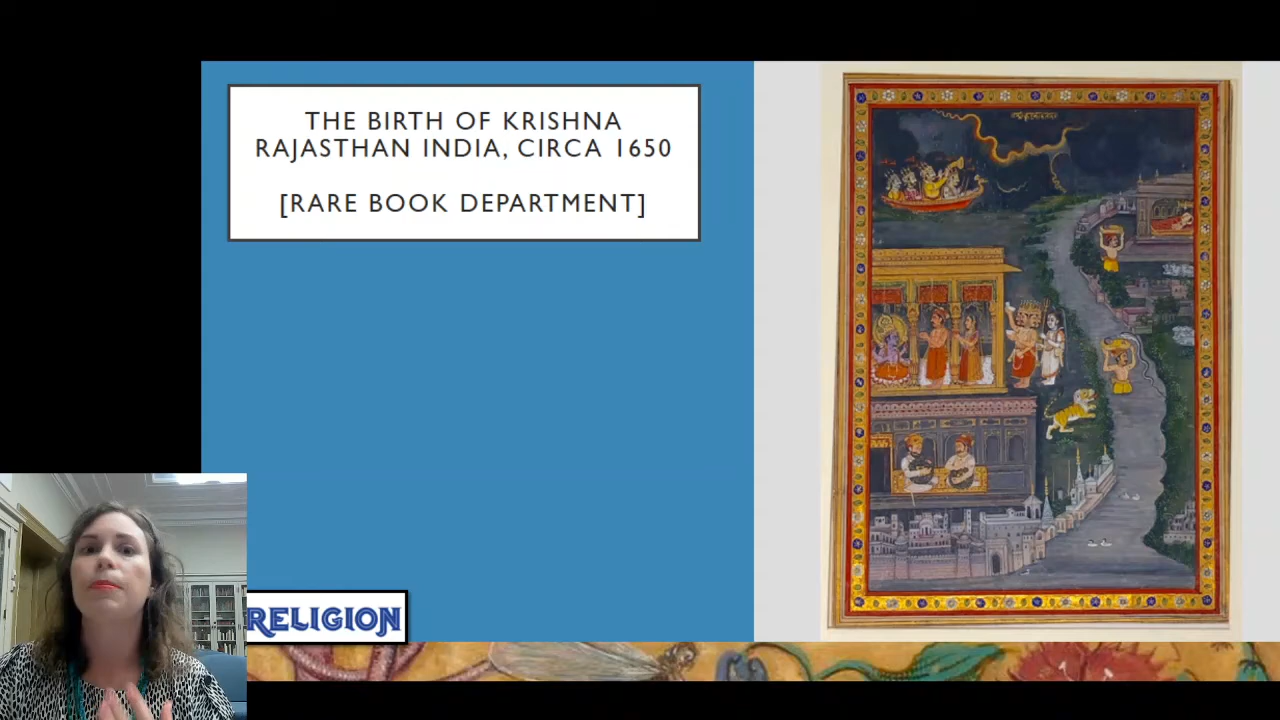 THE BIRTH OF KRISHNA
RAJASTHAN INDIA, CIRCA 1650
[RARE BOOK DEPARTMENT]
RELIGION